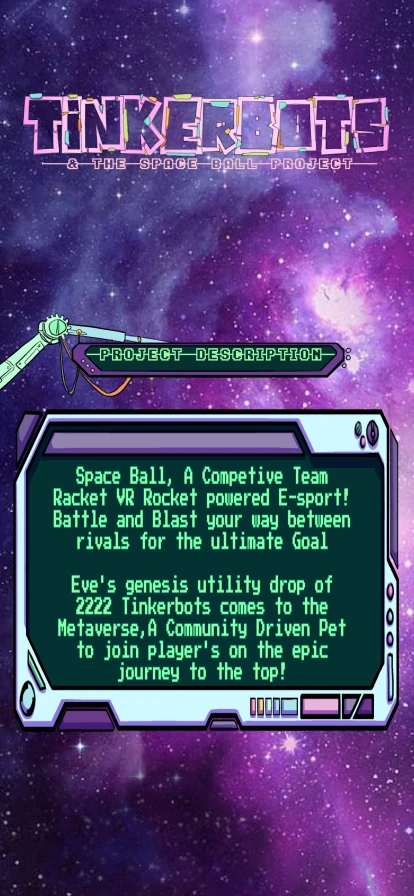 TINKERBOTS
& THE SPACE BALL PROJECT
PROJECT DESCRIPTION
Space Ball, A Competive Team
Racket VR Rocket powered E-sport!
Battle and Blast your way between
rivals for the ultimate Goal
Eve's genesis utility drop of
2222 Tinkerbots comes to the
Metaverse,A Community Driven Pet
to join player's on the epic
journey to the top!